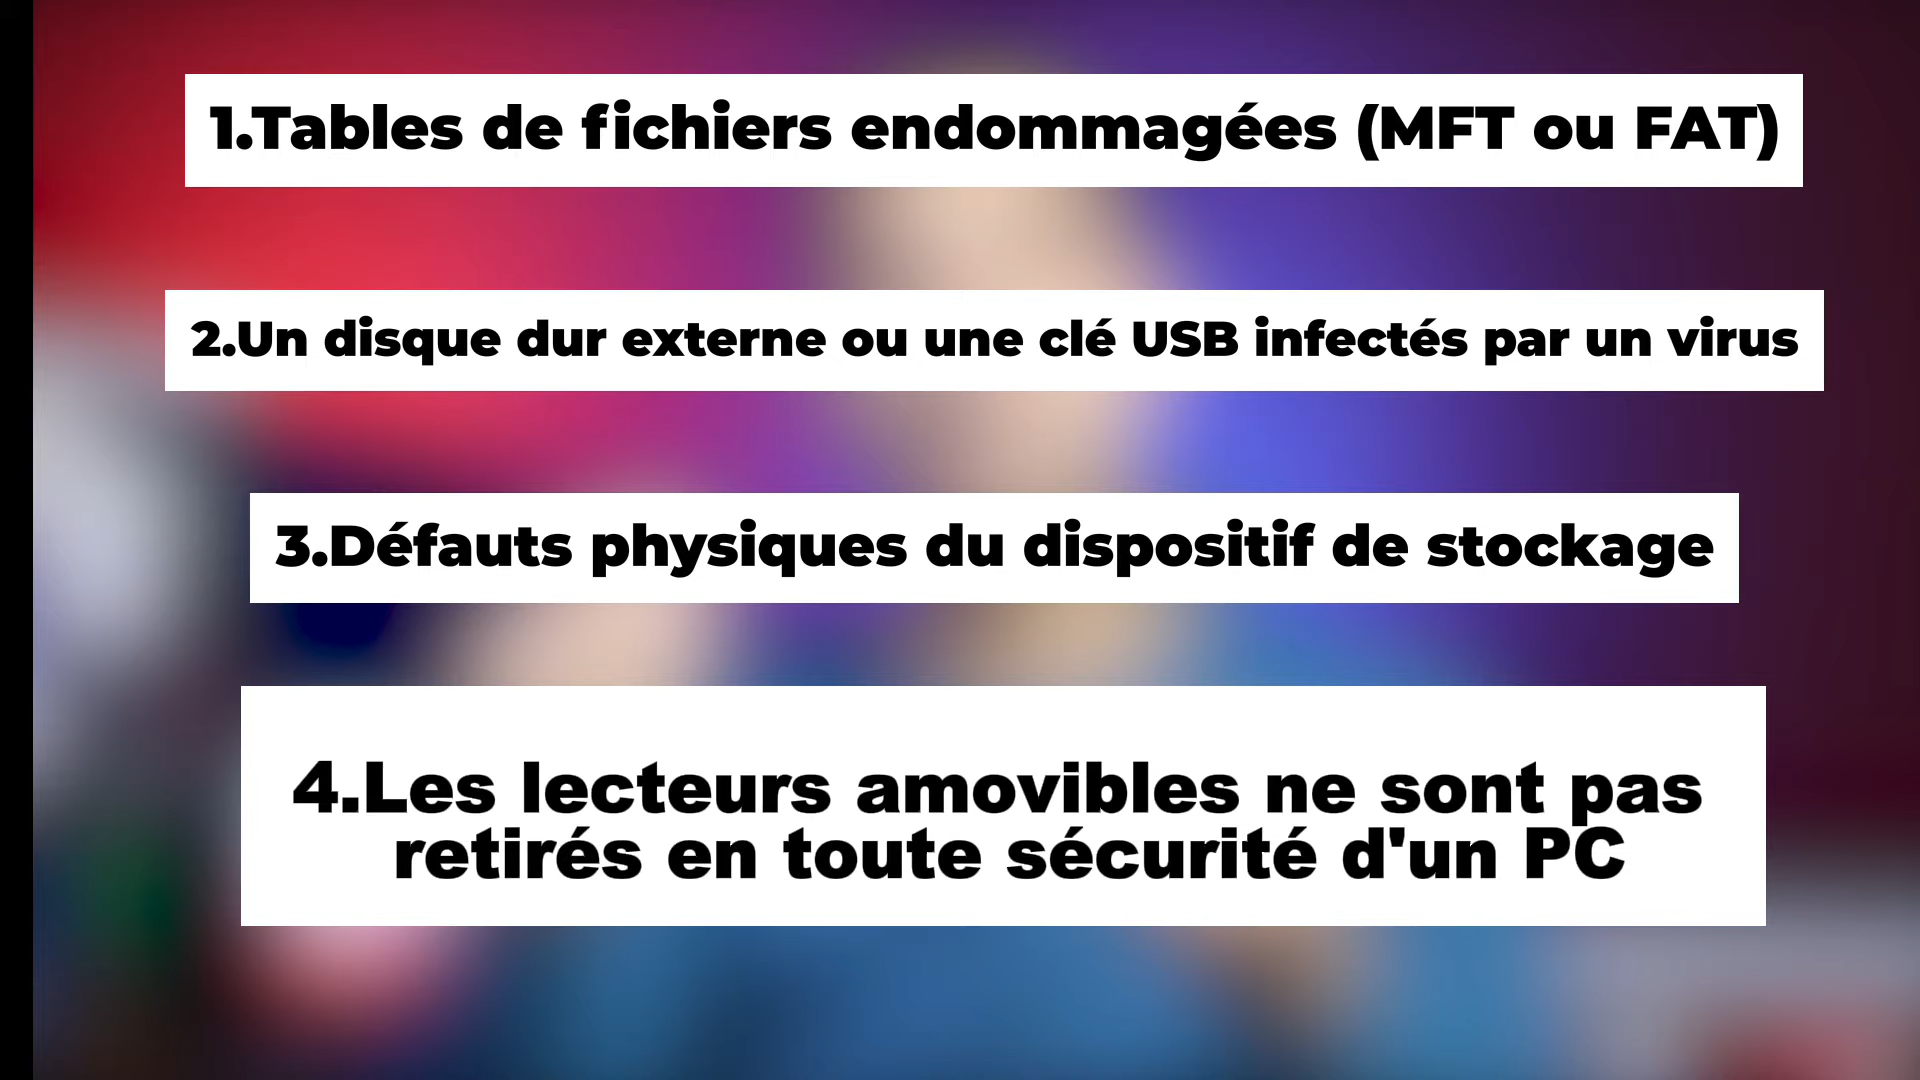 1.Tables de fichiers endommagées (MFT ou FAT)
2.Un disque dur externe ou une clé USB infectés par un virus
3.Défauts physiques du dispositif de stockage
4.Les lecteurs amovibles ne sont pas
retirés en toute sécurité d'un PC